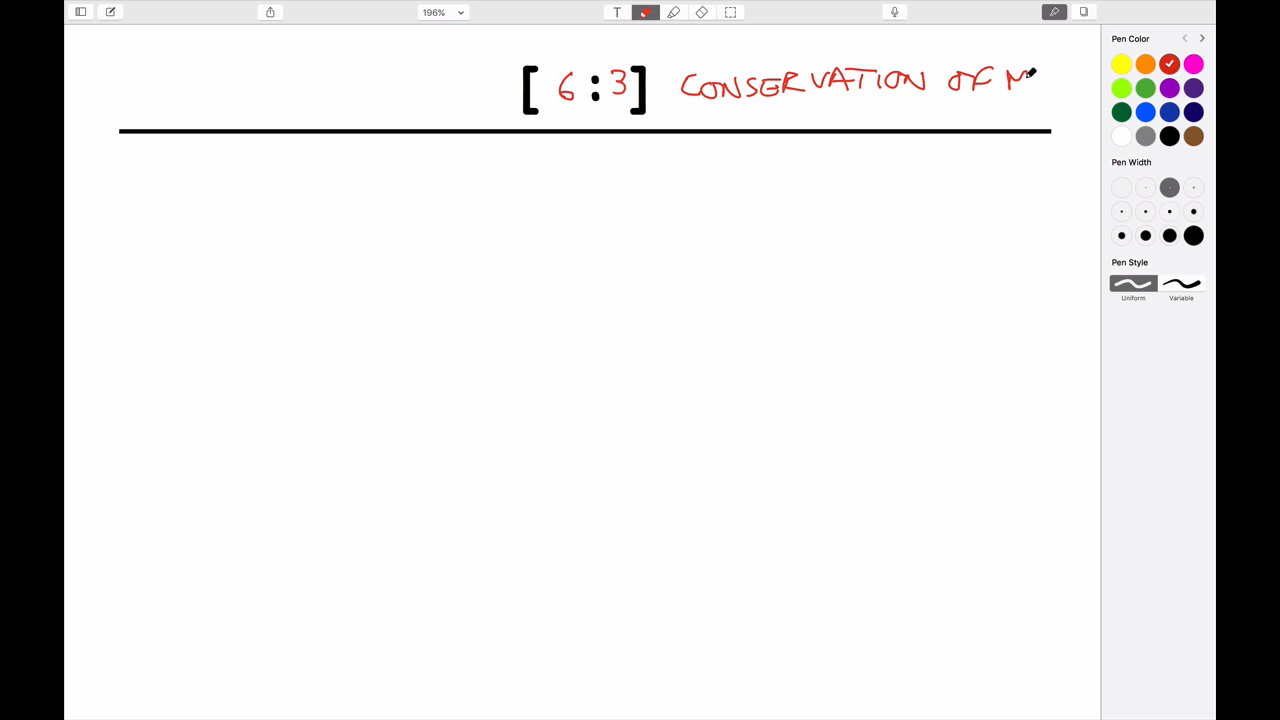 196%
T
[ 6 : 3 ] CONSERVATION OF M
Pen Color
Pen Width
Pen Style
Uniform Variable